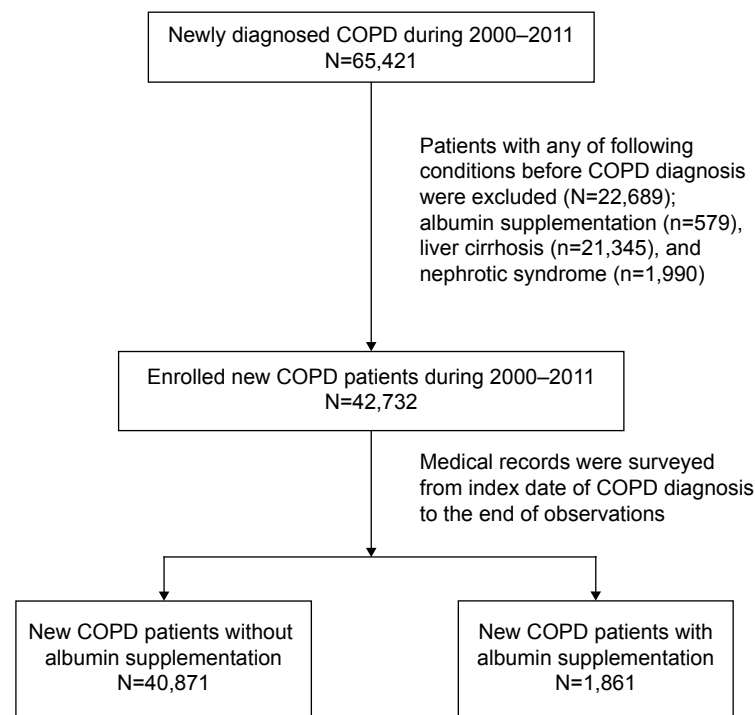 Newly diagnosed COPD during 2000–2011
N=65,421
Patients with any of following
conditions before COPD diagnosis
were excluded (N=22,689);
albumin supplementation (n=579),
liver cirrhosis (n=21,345), and
nephrotic syndrome (n=1,990)
Enrolled new COPD patients during 2000–2011
N=42,732
Medical records were surveyed
from index date of COPD diagnosis
to the end of observations
New COPD patients without
albumin supplementation
N=40,871
New COPD patients with
albumin supplementation
N=1,861